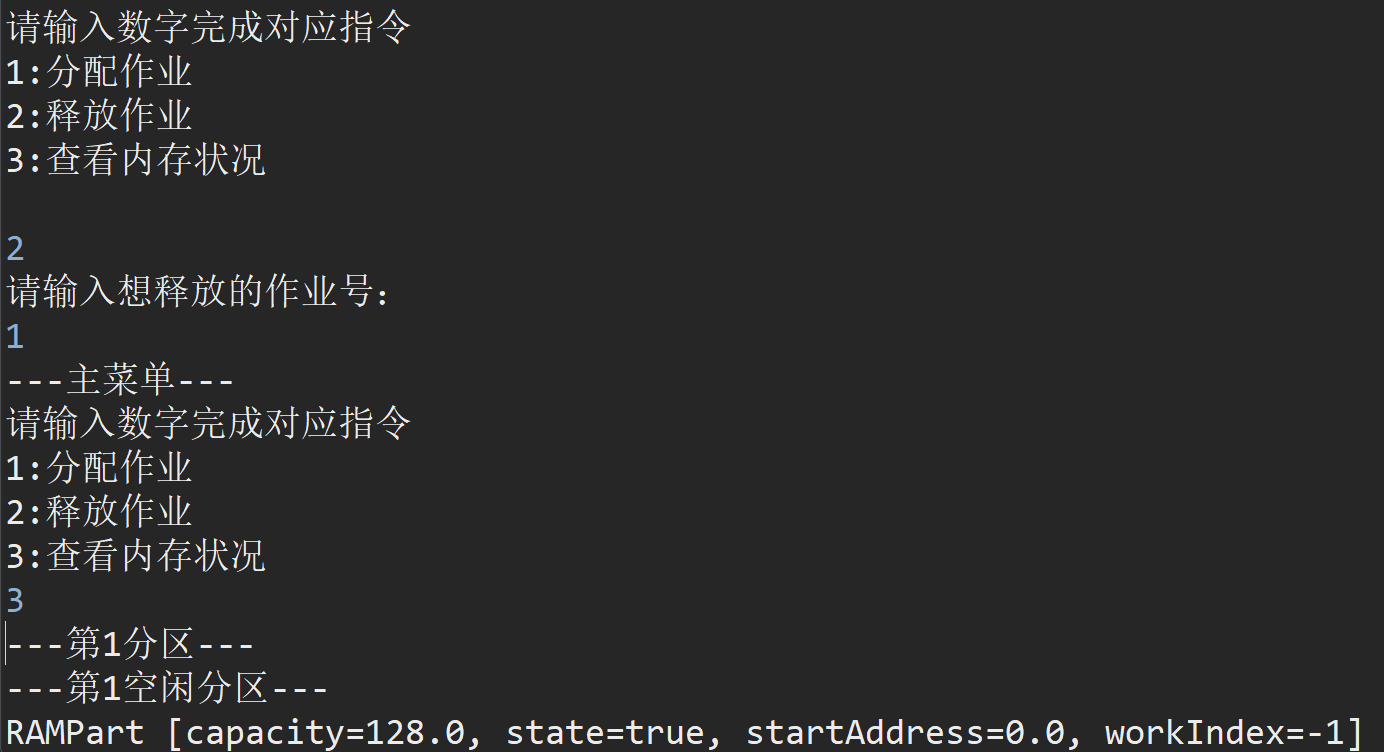 请输入数字完成对应指令
1:分配作业
2:释放作业
3:查看内存状况
2
请输入想释放的作业号：
1
---主菜单---
请输入数字完成对应指令
1:分配作业
2:释放作业
3:查看内存状况
3
---第1分区---
---第1空闲分区---
RAMPart [capacity=128.0, state=true, startAddress=0.0, workIndex=-1]